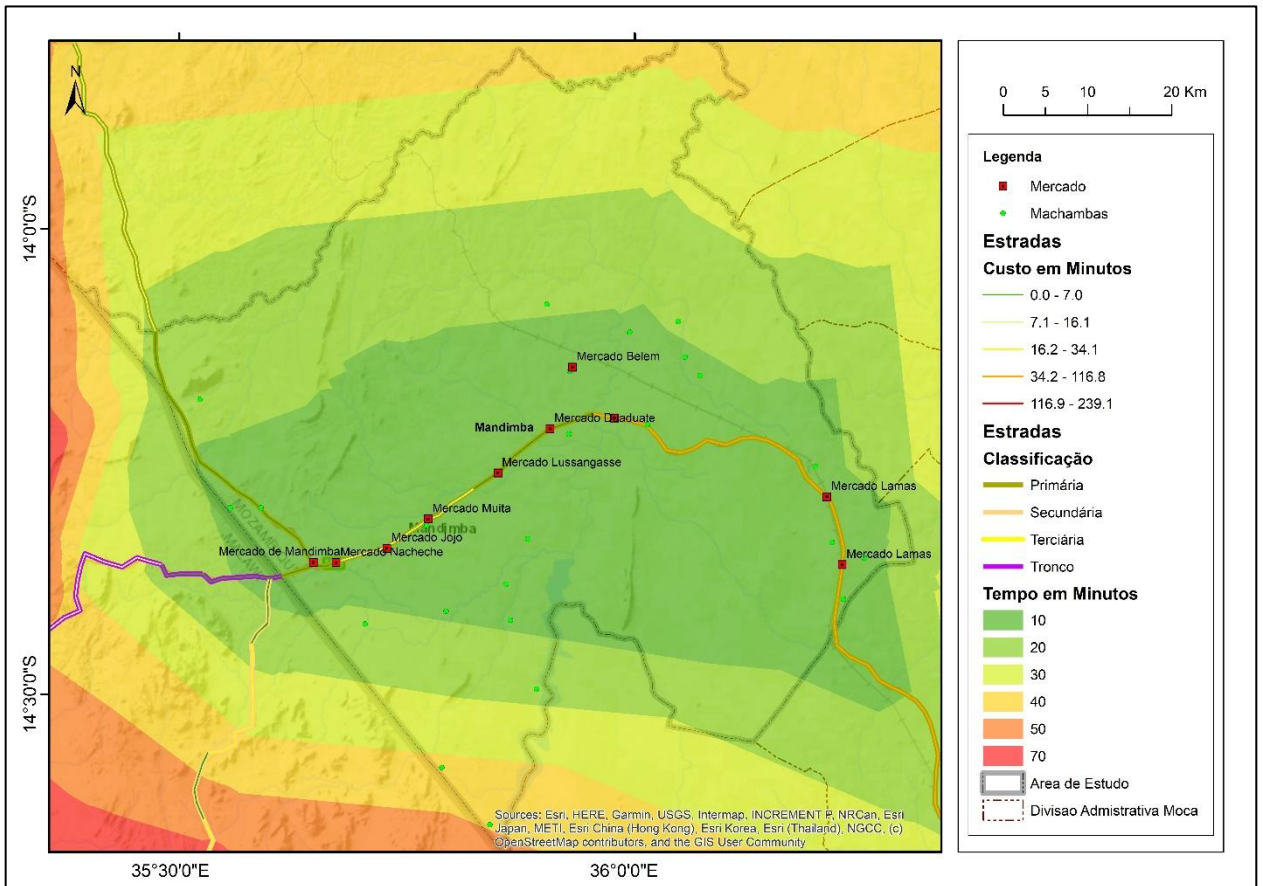 N
14°0'0"S
14°30'0"S
35°30'0"E
36°0'0"E
Mercado Belem
Mercado Duaduate
Mandimba
Mercado Lussangasse
Mercado Muita
Mandimba
Mercado Jojo
Mercado de Mandimba
Mercado Nacheche
Mercado Lamas
Mercado Lamas
Sources: Esri, HERE, Garmin, USGS, Intermap, INCREMENT P, NRCan, Esri
Japan, METI, Esri China (Hong Kong), Esri Korea, Esri (Thailand), NGCC, (c)
OpenStreetMap contributors, and the GIS User Community
0 5 10 20 Km
Legenda
Mercado
Machambas
Estradas
Custo em Minutos
0.0 - 7.0
7.1 - 16.1
16.2 - 34.1
34.2 - 116.8
116.9 - 239.1
Estradas
Classificação
Primária
Secundária
Terciária
Tronco
Tempo em Minutos
10
20
30
40
50
70
Area de Estudo
Divisao Admistrativa Moca